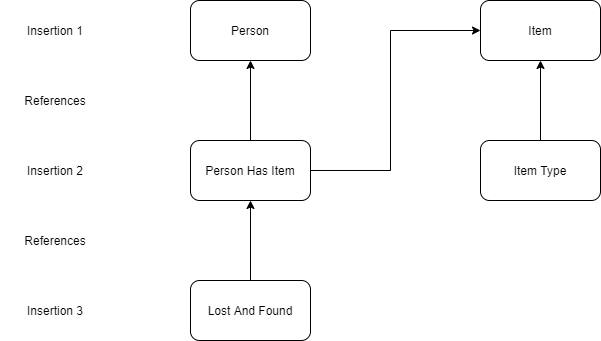 Insertion 1
Person
Item
References
Insertion 2
Person Has Item
Item Type
References
Insertion 3
Lost And Found